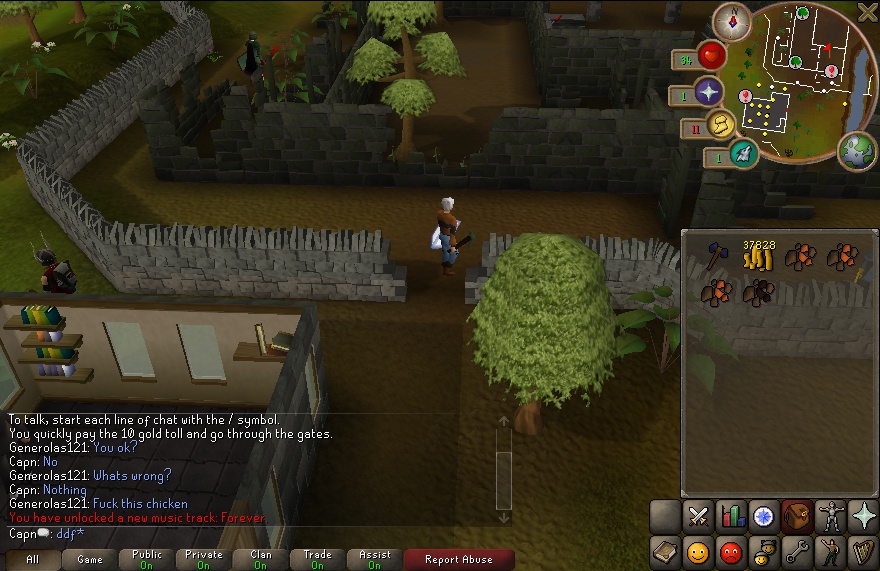 N
34
1
11
1
37828
To talk, start each line of chat with the / symbol.
You quickly pay the 10 gold toll and go through the gates.
Generolas121: You ok?
Capn: No
Generolas121: Whats wrong?
Capn: Nothing
Generolas121: Fuck this chicken
You have unlocked a new music track: Forever.
Capn: ddf*
All Game Public On Private On Clan On Trade On Assist On Report Abuse